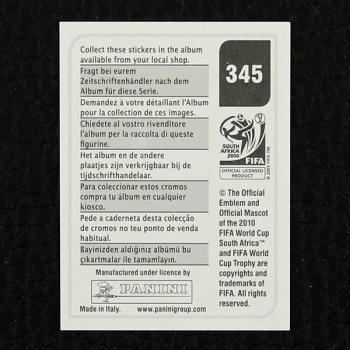 Collect these stickers in the album
available from your local shop.
Fragt bei eurem
Zeitschriftenhändler nach dem
Album für diese Serie.
Demandez à votre détaillant l'Album
pour la collection de ces images.
Chiedete al vostro rivenditore
l'album per la raccolta di queste
figurine.
Het album en de andere
plaatjes zijn verkrijgbaar bij de
tijdschrifthandelaar.
Para coleccionar estos cromos
compra tu álbum en cualquier
kiosco.
Pede a caderneta desta colecção
de cromos no teu ponto de venda
habitual.
Bayinizden aldığınız albümü bu
çıkartmalar ile tamamlayın.
Manufactured under licence by
PANINI
Made in Italy. www.paninigroup.com
345
SOUTH AFRICA
2010
FIFA
OFFICIAL LICENSED
PRODUCT
© 2005 FIFA TM
© The Official
Emblem and
Official Mascot
of the 2010
FIFA World Cup
South Africa™
and FIFA World
Cup Trophy are
copyrights and
trademarks of
FIFA. All rights
reserved.